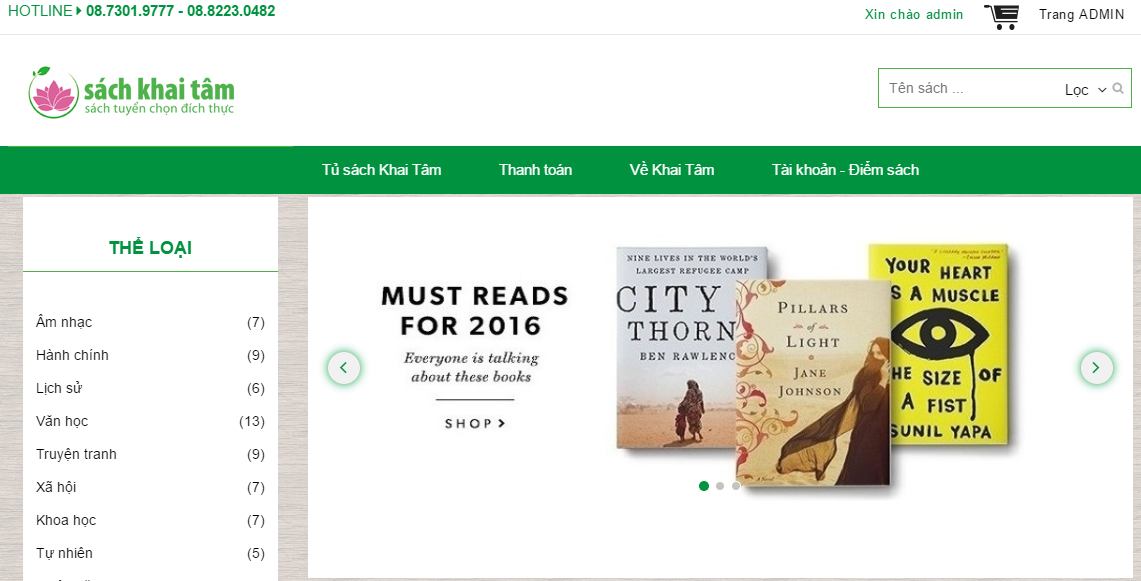 HOTLINE 08.7301.9777 - 08.8223.0482
Xin chào admin
Trang ADMIN
sách khai tâm
sách tuyển chọn đích thực
Tên sách ...
Lọc
Tủ sách Khai Tâm
Thanh toán
Về Khai Tâm
Tài khoản - Điểm sách
THỂ LOẠI
Âm nhạc (7)
Hành chính (9)
Lịch sử (6)
Văn học (13)
Truyện tranh (9)
Xã hội (7)
Khoa học (7)
Tự nhiên (5)
MUST READS
FOR 2016
Everyone is talking
about these books
SHOP
NINE LIVES IN THE WORLD'S
LARGEST REFUGEE CAMP
CITY
THORN
BEN RAWLENC
PILLARS
of
LIGHT
JANE
JOHNSON
A Novel
YOUR HEART
IS A MUSCLE
HE SIZE OF
A FIST
SUNIL YAPA